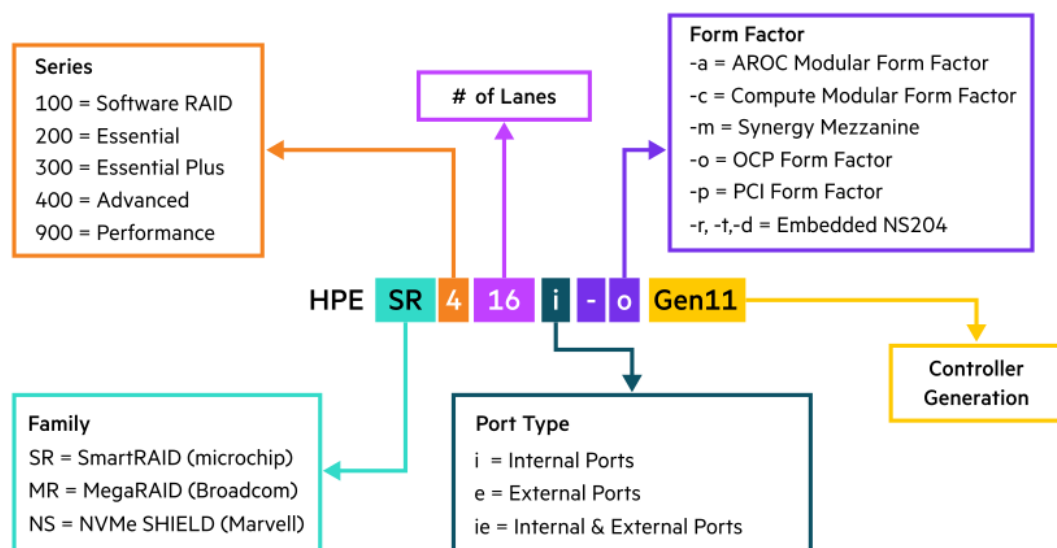 Series
100 = Software RAID
200 = Essential
300 = Essential Plus
400 = Advanced
900 = Performance
# of Lanes
Form Factor
-a = AROC Modular Form Factor
-c = Compute Modular Form Factor
-m = Synergy Mezzanine
-o = OCP Form Factor
-p = PCI Form Factor
-r, -t,-d = Embedded NS204
HPE SR 4 16 i - o Gen11
Family
SR = SmartRAID (microchip)
MR = MegaRAID (Broadcom)
NS = NVMe SHIELD (Marvell)
Port Type
i = Internal Ports
e = External Ports
ie = Internal & External Ports
Controller
Generation